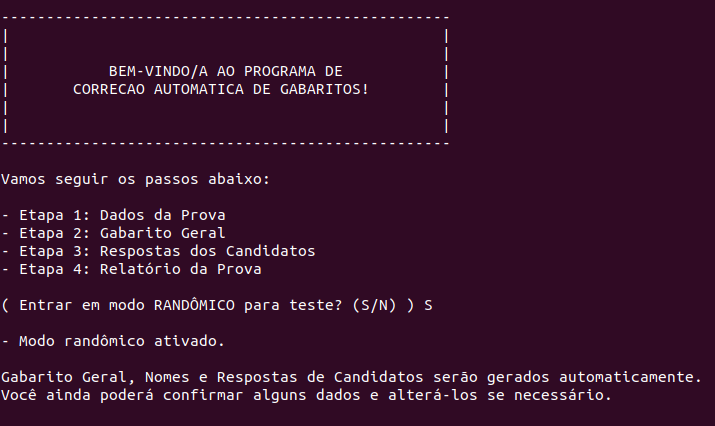 --------------------------------------------------
| |
| |
| BEM-VINDO/A AO PROGRAMA DE |
| CORRECAO AUTOMATICA DE GABARITOS! |
| |
| |
--------------------------------------------------
Vamos seguir os passos abaixo:
- Etapa 1: Dados da Prova
- Etapa 2: Gabarito Geral
- Etapa 3: Respostas dos Candidatos
- Etapa 4: Relatório da Prova
( Entrar em modo RANDÔMICO para teste? (S/N) ) S
- Modo randômico ativado.
Gabarito Geral, Nomes e Respostas de Candidatos serão gerados automaticamente.
Você ainda poderá confirmar alguns dados e alterá-los se necessário.